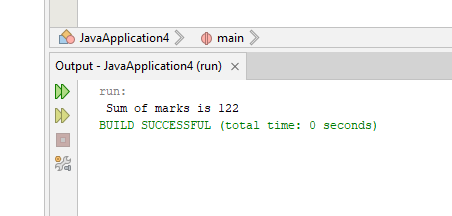 JavaApplication4 main
Output - JavaApplication4 (run) ×
run:
Sum of marks is 122
BUILD SUCCESSFUL (total time: 0 seconds)